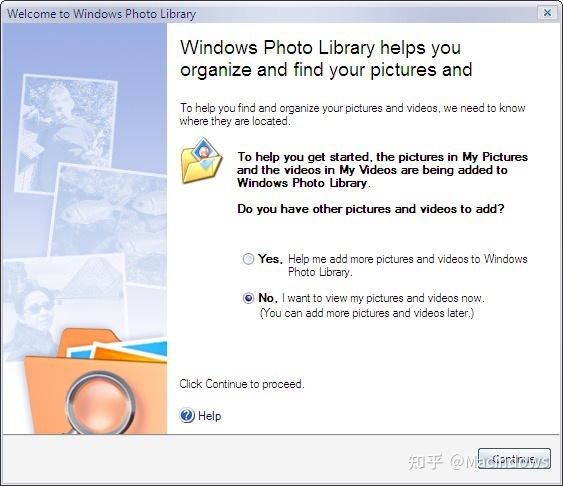 Welcome to Windows Photo Library
Windows Photo Library helps you
organize and find your pictures and
To help you find and organize your pictures and videos, we need to know
where they are located.
To help you get started, the pictures in My Pictures
and the videos in My Videos are being added to
Windows Photo Library.
Do you have other pictures and videos to add?
Yes. Help me add more pictures and videos to Windows
Photo Library.
No. I want to view my pictures and videos now.
(You can add more pictures and videos later.)
Click Continue to proceed.
Help
Continue
知乎 @Macindows